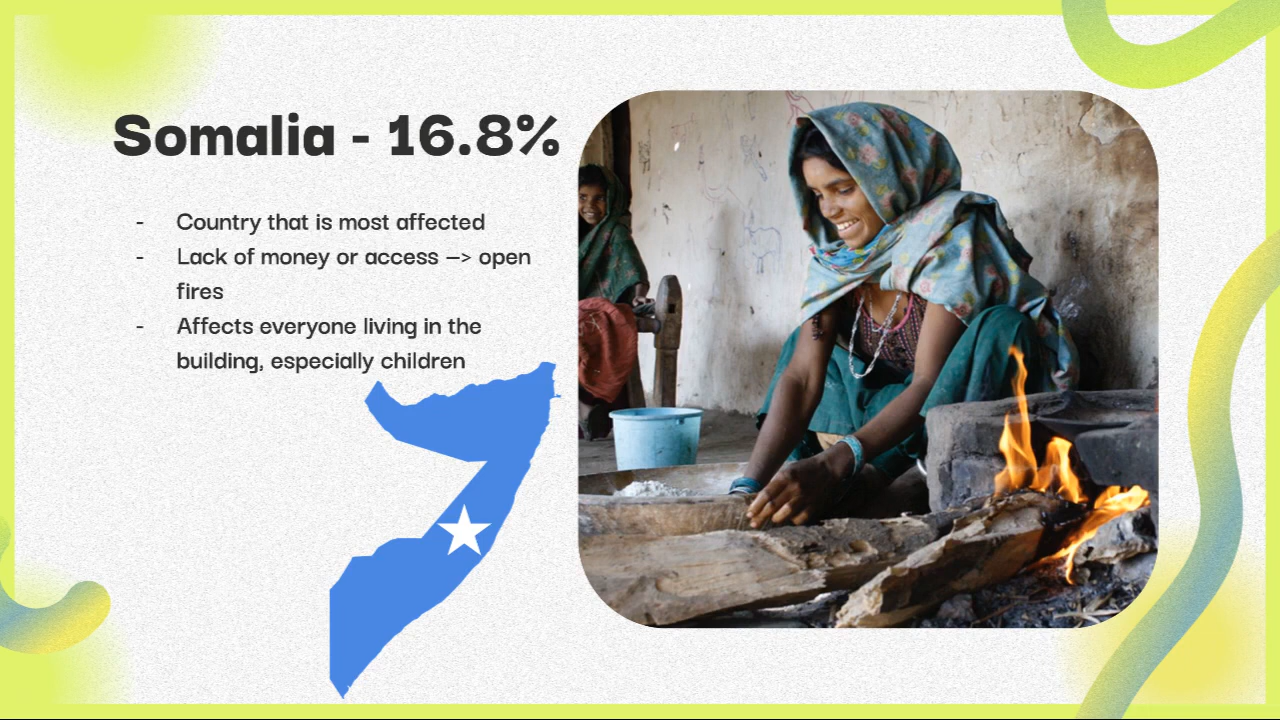 Somalia - 16.8%
- Country that is most affected
- Lack of money or access —> open
fires
- Affects everyone living in the
building, especially children